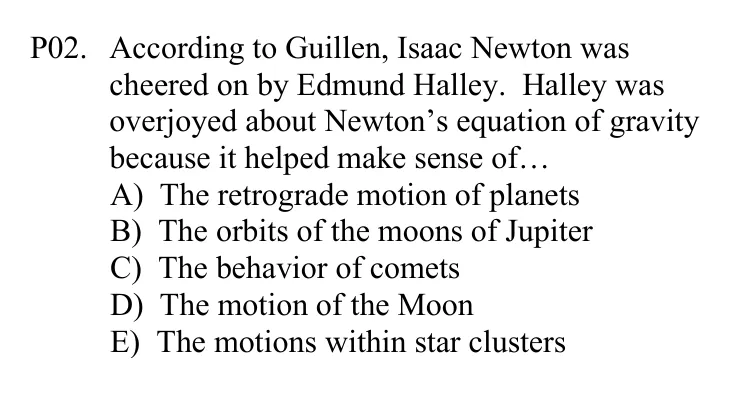 P02. According to Guillen, Isaac Newton was
cheered on by Edmund Halley. Halley was
overjoyed about Newton's equation of gravity
because it helped make sense of…
A) The retrograde motion of planets
B) The orbits of the moons of Jupiter
C) The behavior of comets
D) The motion of the Moon
E) The motions within star clusters